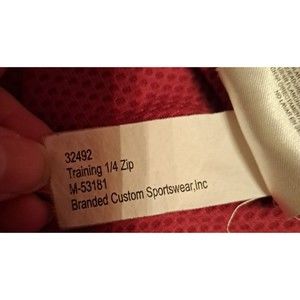 32492
Training 1/4 Zip
M-53181
Branded Custom Sportswear,Inc